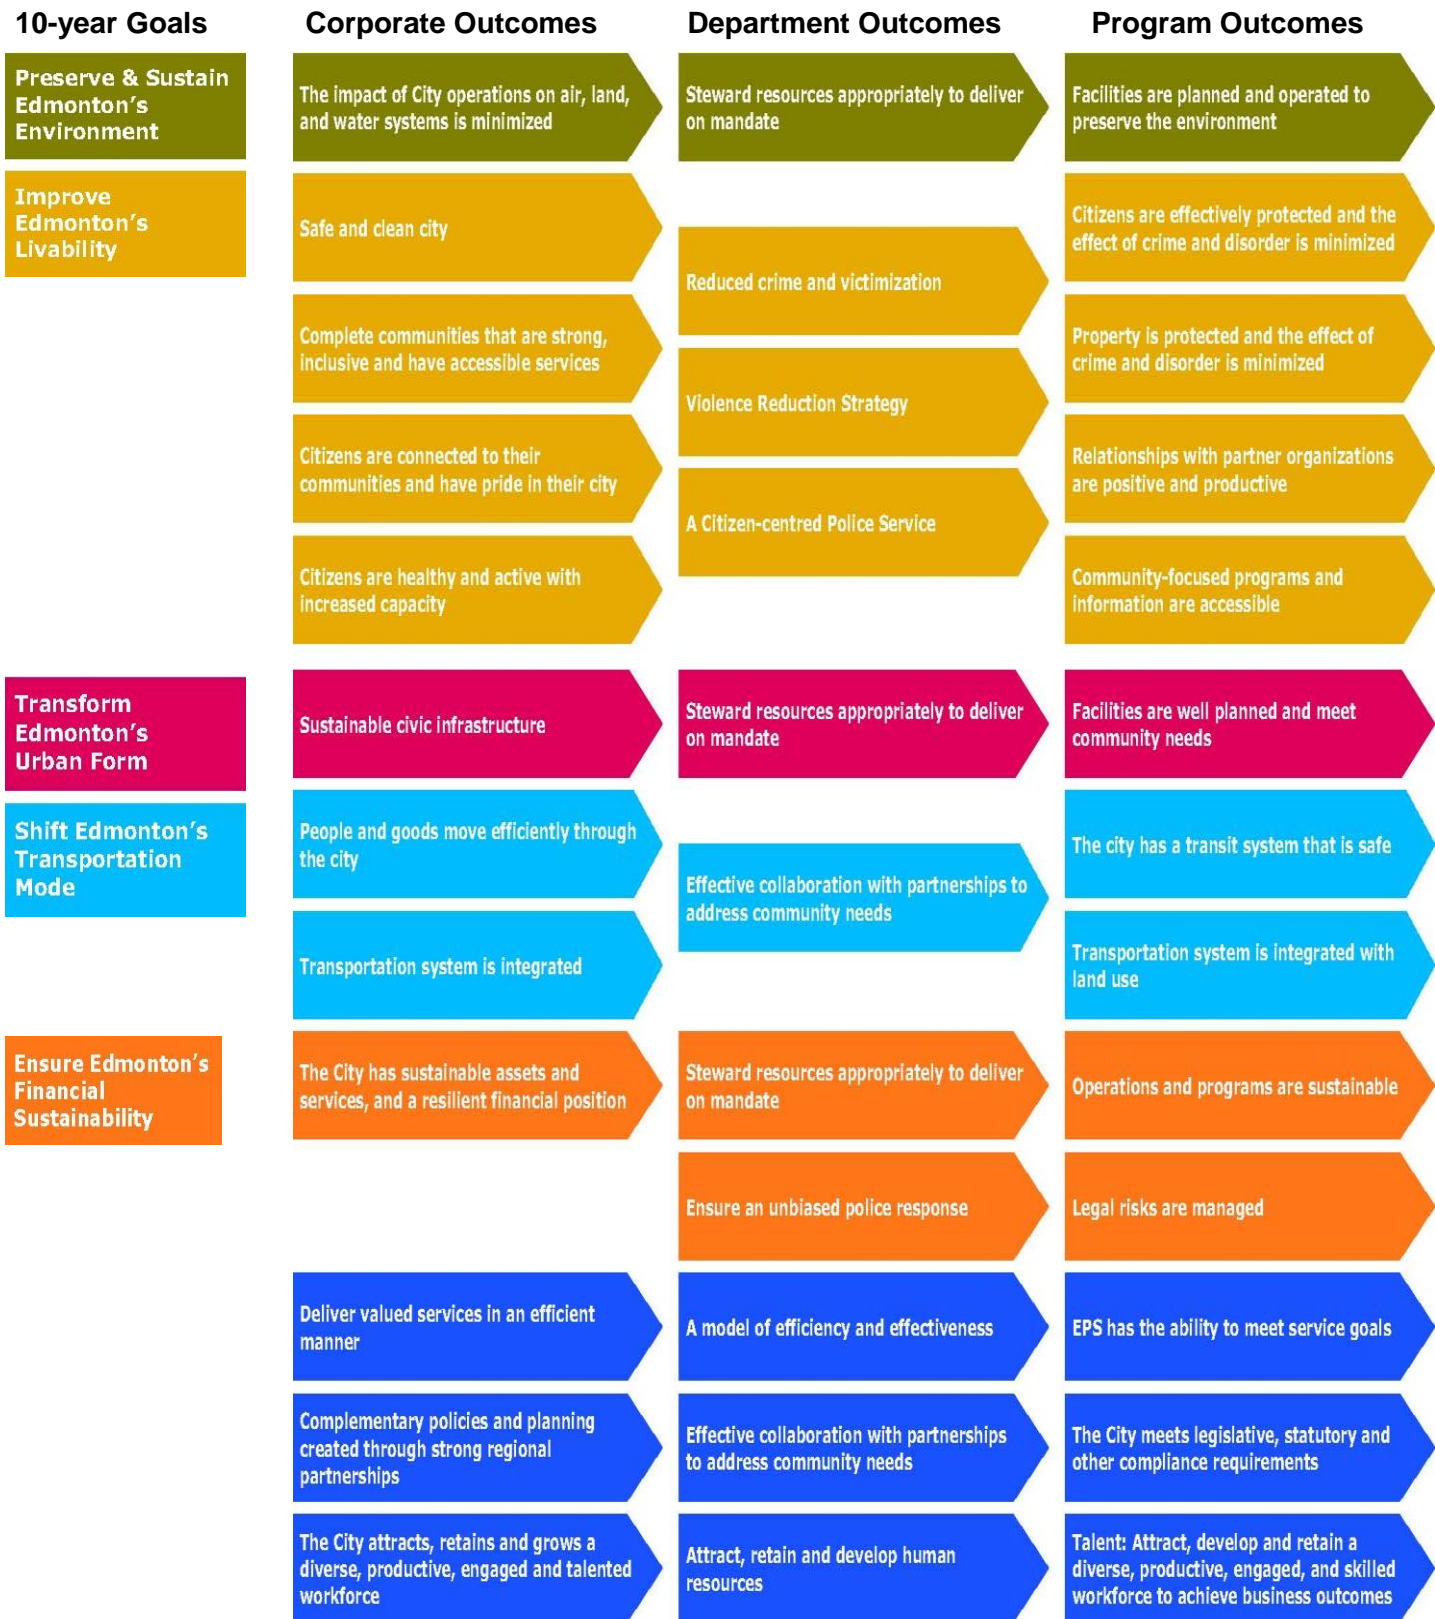 10-year Goals
Corporate Outcomes
Department Outcomes
Program Outcomes
Preserve & Sustain
Edmonton's
Environment
The impact of City operations on air, land,
and water systems is minimized
Steward resources appropriately to deliver
on mandate
Facilities are planned and operated to
preserve the environment
Improve
Edmonton's
Livability
Safe and clean city
Complete communities that are strong,
inclusive and have accessible services
Citizens are connected to their
communities and have pride in their city
Citizens are healthy and active with
increased capacity
Reduced crime and victimization
Violence Reduction Strategy
A Citizen-centred Police Service
Citizens are effectively protected and the
effect of crime and disorder is minimized
Property is protected and the effect of
crime and disorder is minimized
Relationships with partner organizations
are positive and productive
Community-focused programs and
information are accessible
Transform
Edmonton's
Urban Form
Sustainable civic infrastructure
Steward resources appropriately to deliver
on mandate
Facilities are well planned and meet
community needs
Shift Edmonton's
Transportation
Mode
People and goods move efficiently through
the city
Transportation system is integrated
Effective collaboration with partnerships to
address community needs
The city has a transit system that is safe
Transportation system is integrated with
land use
Ensure Edmonton's
Financial
Sustainability
The City has sustainable assets and
services, and a resilient financial position
Steward resources appropriately to deliver
on mandate
Operations and programs are sustainable
Ensure an unbiased police response
Legal risks are managed
Deliver valued services in an efficient
manner
A model of efficiency and effectiveness
EPS has the ability to meet service goals
Complementary policies and planning
created through strong regional
partnerships
Effective collaboration with partnerships
to address community needs
The City meets legislative, statutory and
other compliance requirements
The City attracts, retains and grows a
diverse, productive, engaged and talented
workforce
Attract, retain and develop human
resources
Talent: Attract, develop and retain a
diverse, productive, engaged, and skilled
workforce to achieve business outcomes